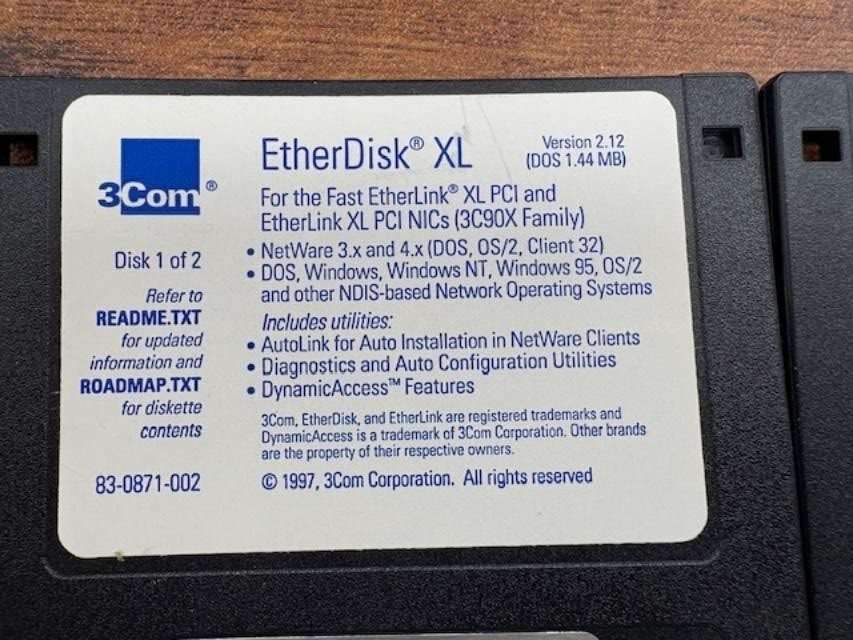 3Com®
Disk 1 of 2
Refer to
README.TXT
for updated
information and
ROADMAP.TXT
for diskette
contents
83-0871-002
EtherDisk® XL
Version 2.12
(DOS 1.44 MB)
For the Fast EtherLink® XL PCI and
EtherLink XL PCI NICs (3C90X Family)
• NetWare 3.x and 4.x (DOS, OS/2, Client 32)
• DOS, Windows, Windows NT, Windows 95, OS/2
and other NDIS-based Network Operating Systems
Includes utilities:
• AutoLink for Auto Installation in NetWare Clients
• Diagnostics and Auto Configuration Utilities
• DynamicAccess™ Features
3Com, EtherDisk, and EtherLink are registered trademarks and
DynamicAccess is a trademark of 3Com Corporation. Other brands
are the property of their respective owners.
© 1997, 3Com Corporation. All rights reserved